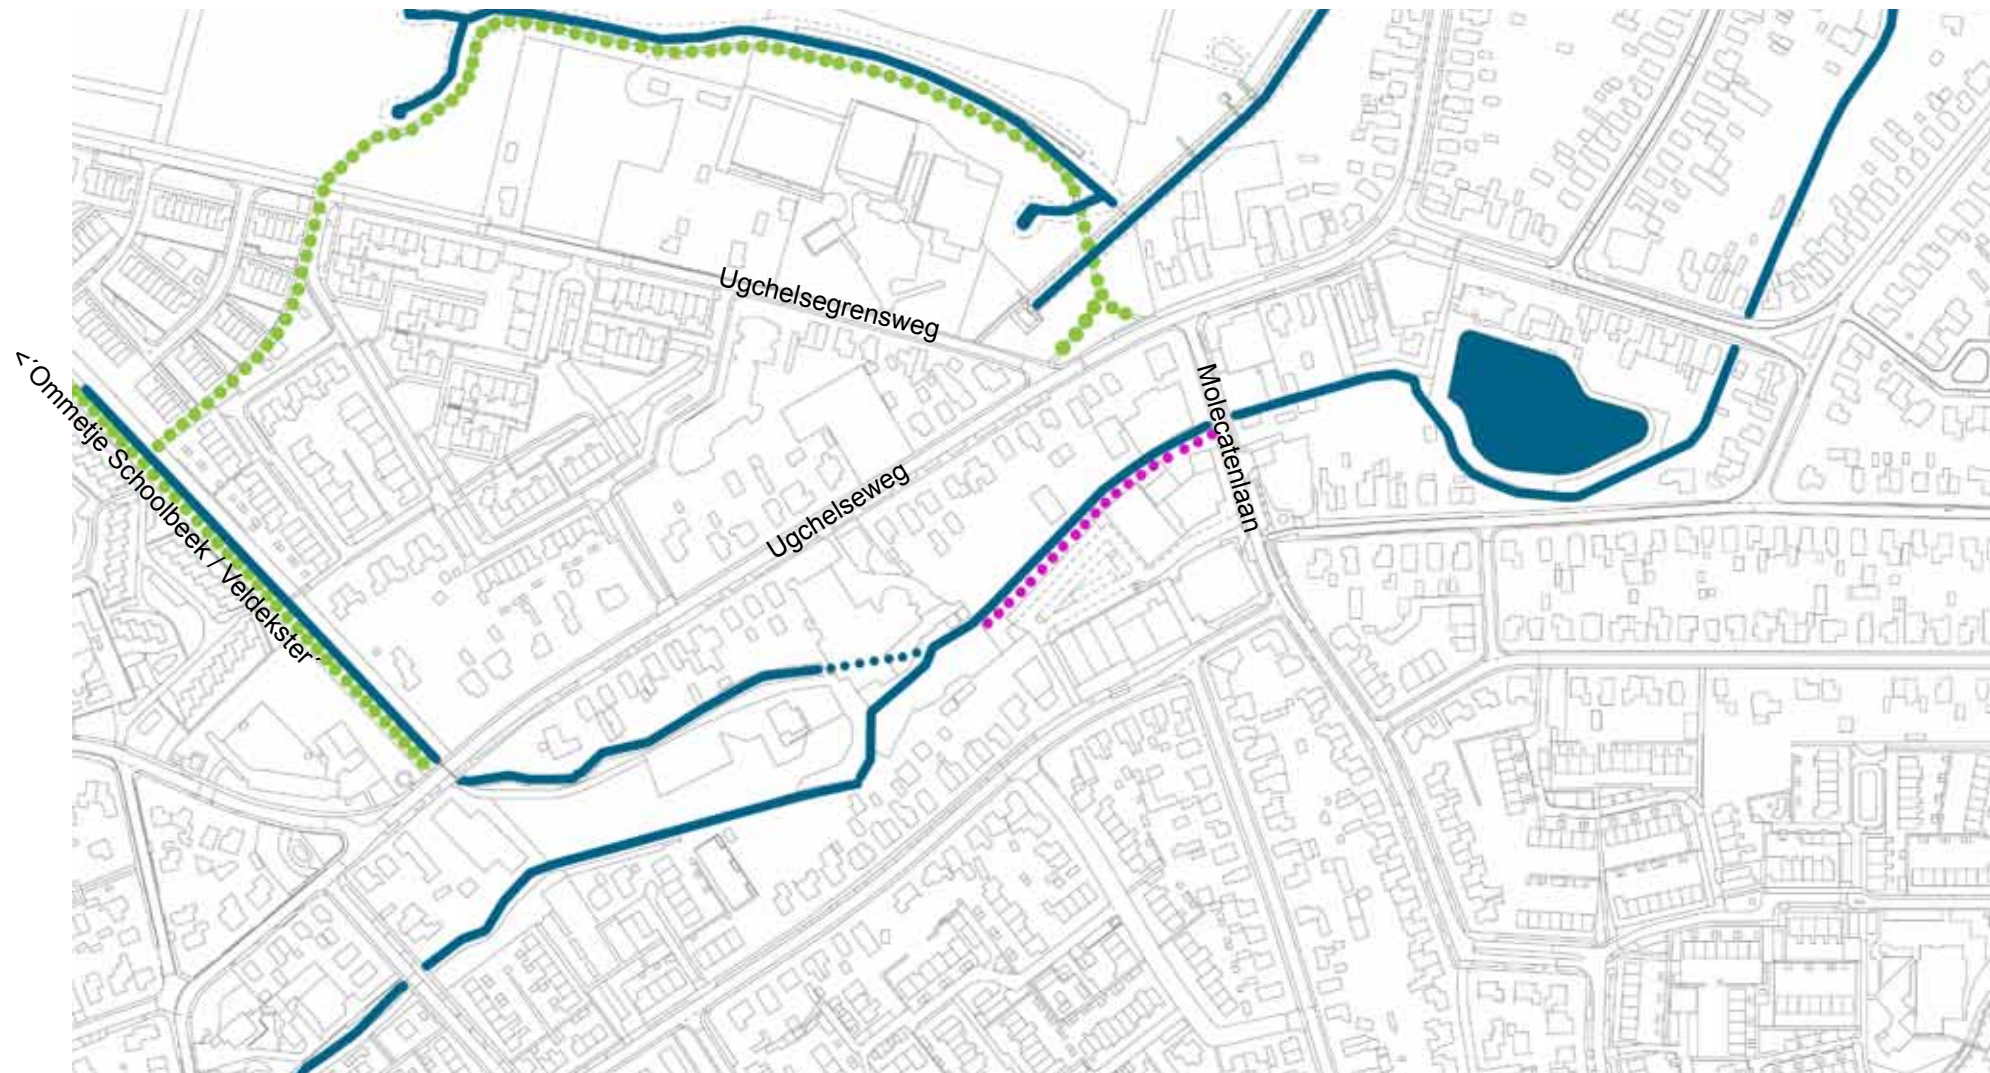 Ugchelsegrensweg
<´Ommetje Schoolbeek / Veldekster´
Molecatenlaan
Ugchelseweg